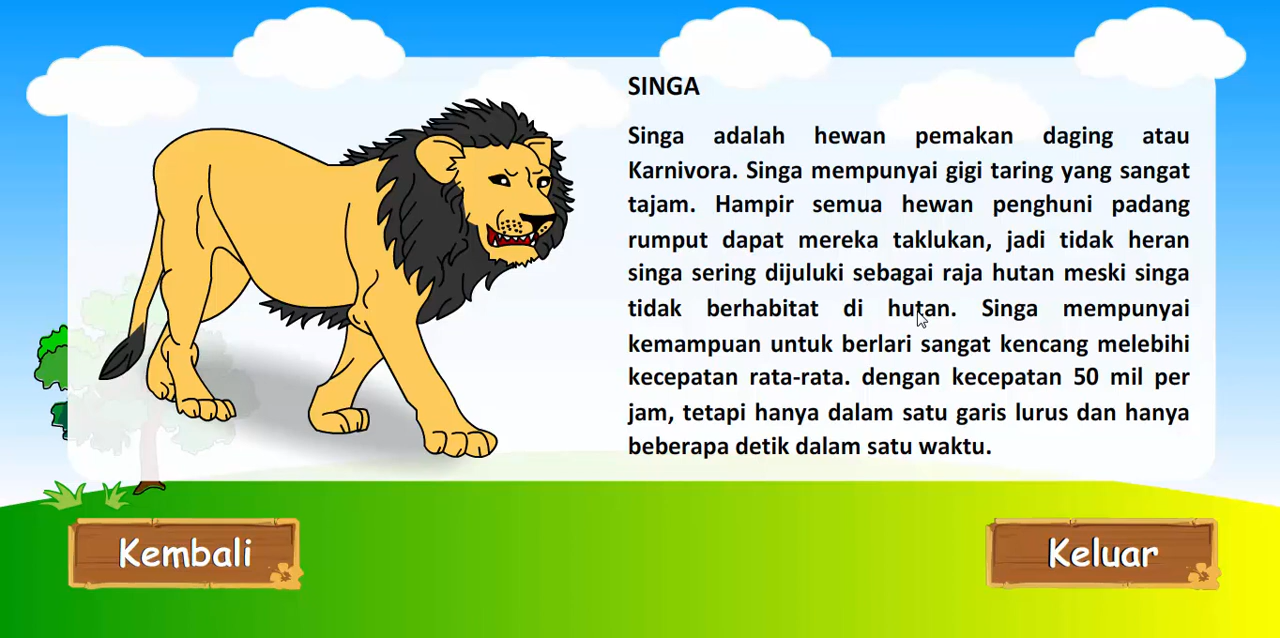 SINGA
Singa adalah hewan pemakan daging atau
Karnivora. Singa mempunyai gigi taring yang sangat
tajam. Hampir semua hewan penghuni padang
rumput dapat mereka taklukan, jadi tidak heran
singa sering dijuluki sebagai raja hutan meski singa
tidak berhabitat di hutan. Singa mempunyai
kemampuan untuk berlari sangat kencang melebihi
kecepatan rata-rata. dengan kecepatan 50 mil per
jam, tetapi hanya dalam satu garis lurus dan hanya
beberapa detik dalam satu waktu.
Kembali
Keluar